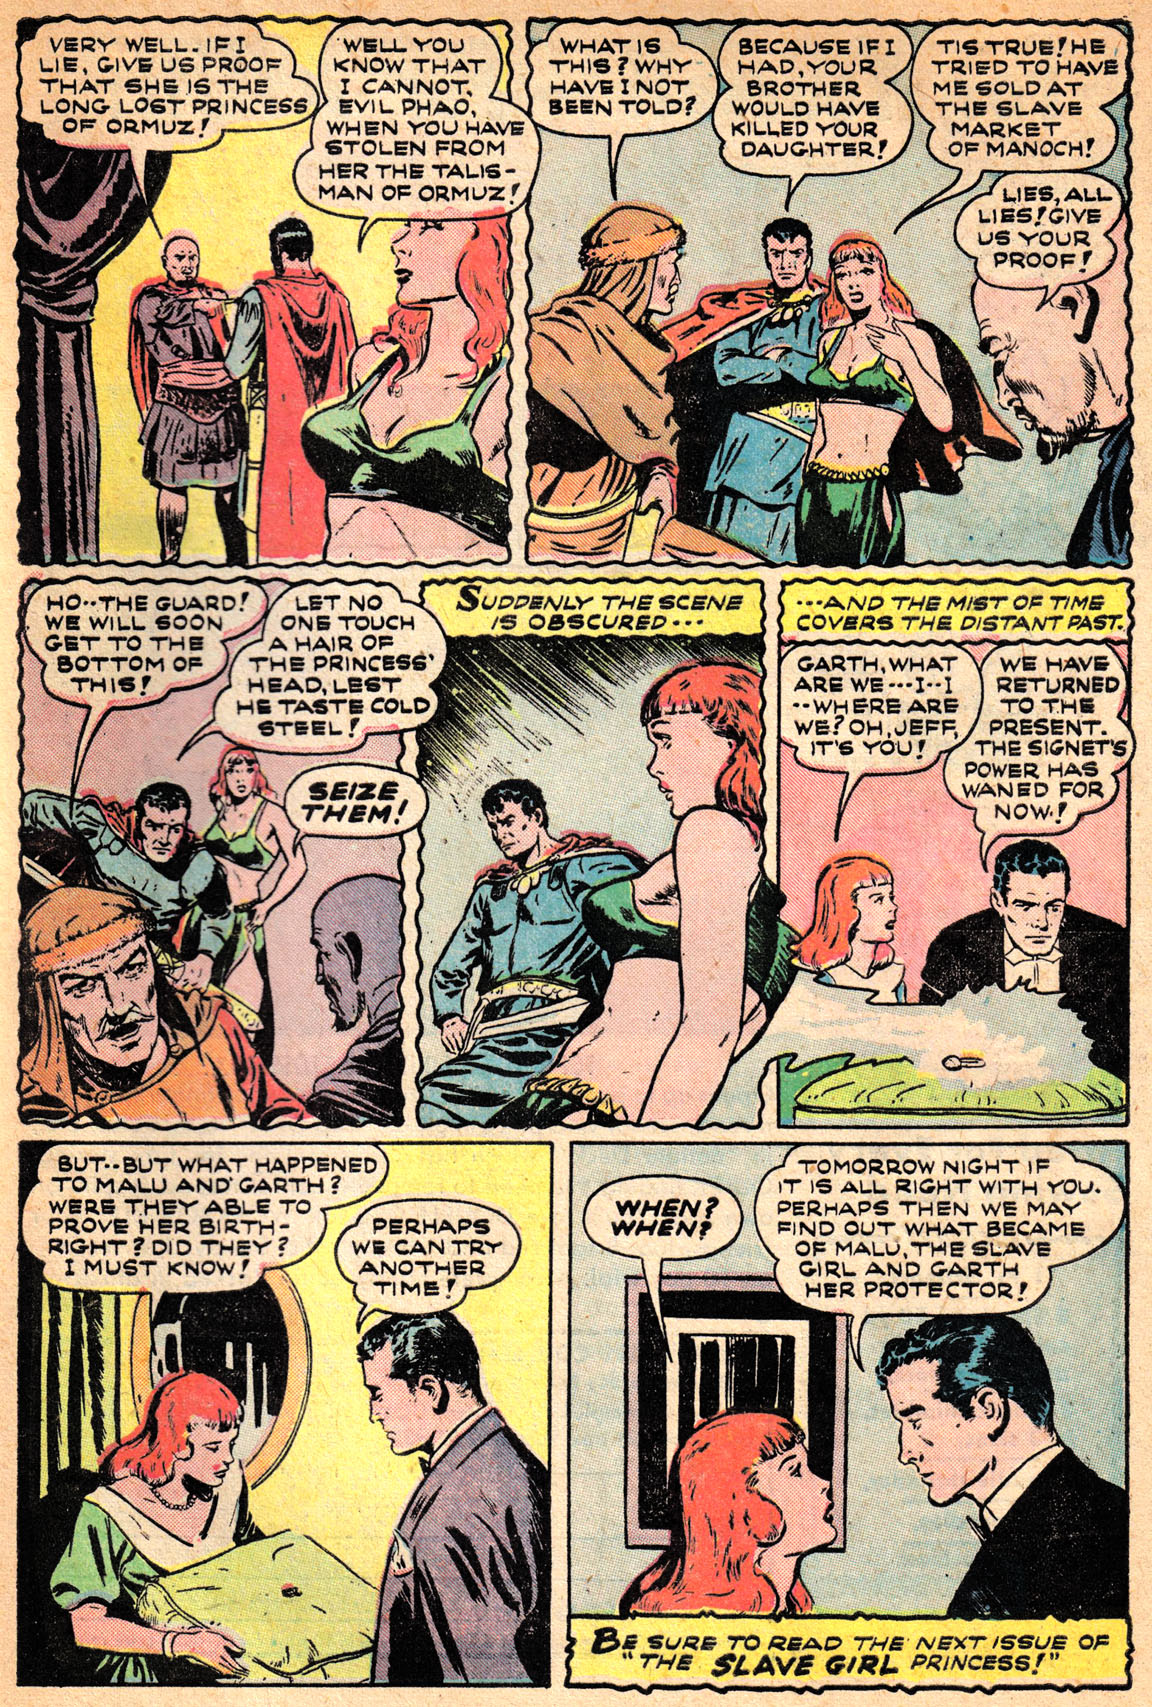 VERY WELL. IF I
LIE, GIVE US PROOF
THAT SHE IS THE
LONG LOST PRINCESS
OF ORMUZ!
WELL YOU
KNOW THAT
I CANNOT,
EVIL PHAO,
WHEN YOU HAVE
STOLEN FROM
HER THE TALIS-
MAN OF ORMUZ!
WHAT IS
THIS? WHY
HAVE I NOT
BEEN TOLD?
BECAUSE IF I
HAD, YOUR
BROTHER
WOULD HAVE
KILLED YOUR
DAUGHTER!
TIS TRUE! HE
TRIED TO HAVE
ME SOLD AT
THE SLAVE
MARKET
OF MANOCH!
LIES, ALL
LIES! GIVE
US YOUR
PROOF!
HO--THE GUARD!
WE WILL SOON
GET TO THE
BOTTOM OF
THIS!
LET NO
ONE TOUCH
A HAIR OF
THE PRINCESS'
HEAD, LEST
HE TASTE COLD
STEEL!
SEIZE
THEM!
SUDDENLY THE SCENE
IS OBSCURED...
...AND THE MIST OF TIME
COVERS THE DISTANT PAST.
GARTH, WHAT
ARE WE---I--I
--WHERE ARE
WE? OH, JEFF,
IT'S YOU!
WE HAVE
RETURNED
TO THE
PRESENT.
THE SIGNET'S
POWER HAS
WANED FOR
NOW.!
BUT--BUT WHAT HAPPENED
TO MALU AND GARTH?
WERE THEY ABLE TO
PROVE HER BIRTH-
RIGHT? DID THEY?
I MUST KNOW!
PERHAPS
WE CAN TRY
ANOTHER
TIME!
WHEN?
WHEN?
TOMORROW NIGHT IF
IT IS ALL RIGHT WITH YOU.
PERHAPS THEN WE MAY
FIND OUT WHAT BECAME
OF MALU, THE SLAVE
GIRL AND GARTH
HER PROTECTOR!
BE SURE TO READ THE NEXT ISSUE OF
"THE SLAVE GIRL PRINCESS!"